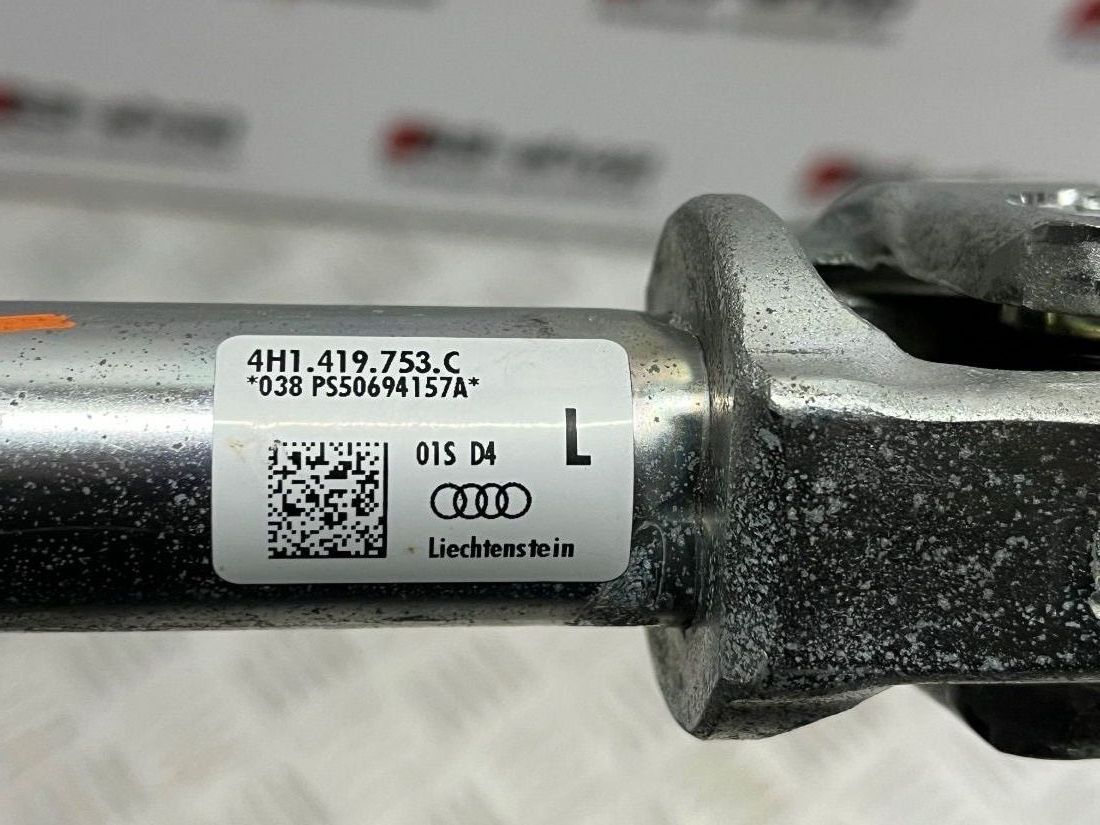 4H1.419.753.C
*038 PS50694157A*
01S D4
L
Liechtenstein